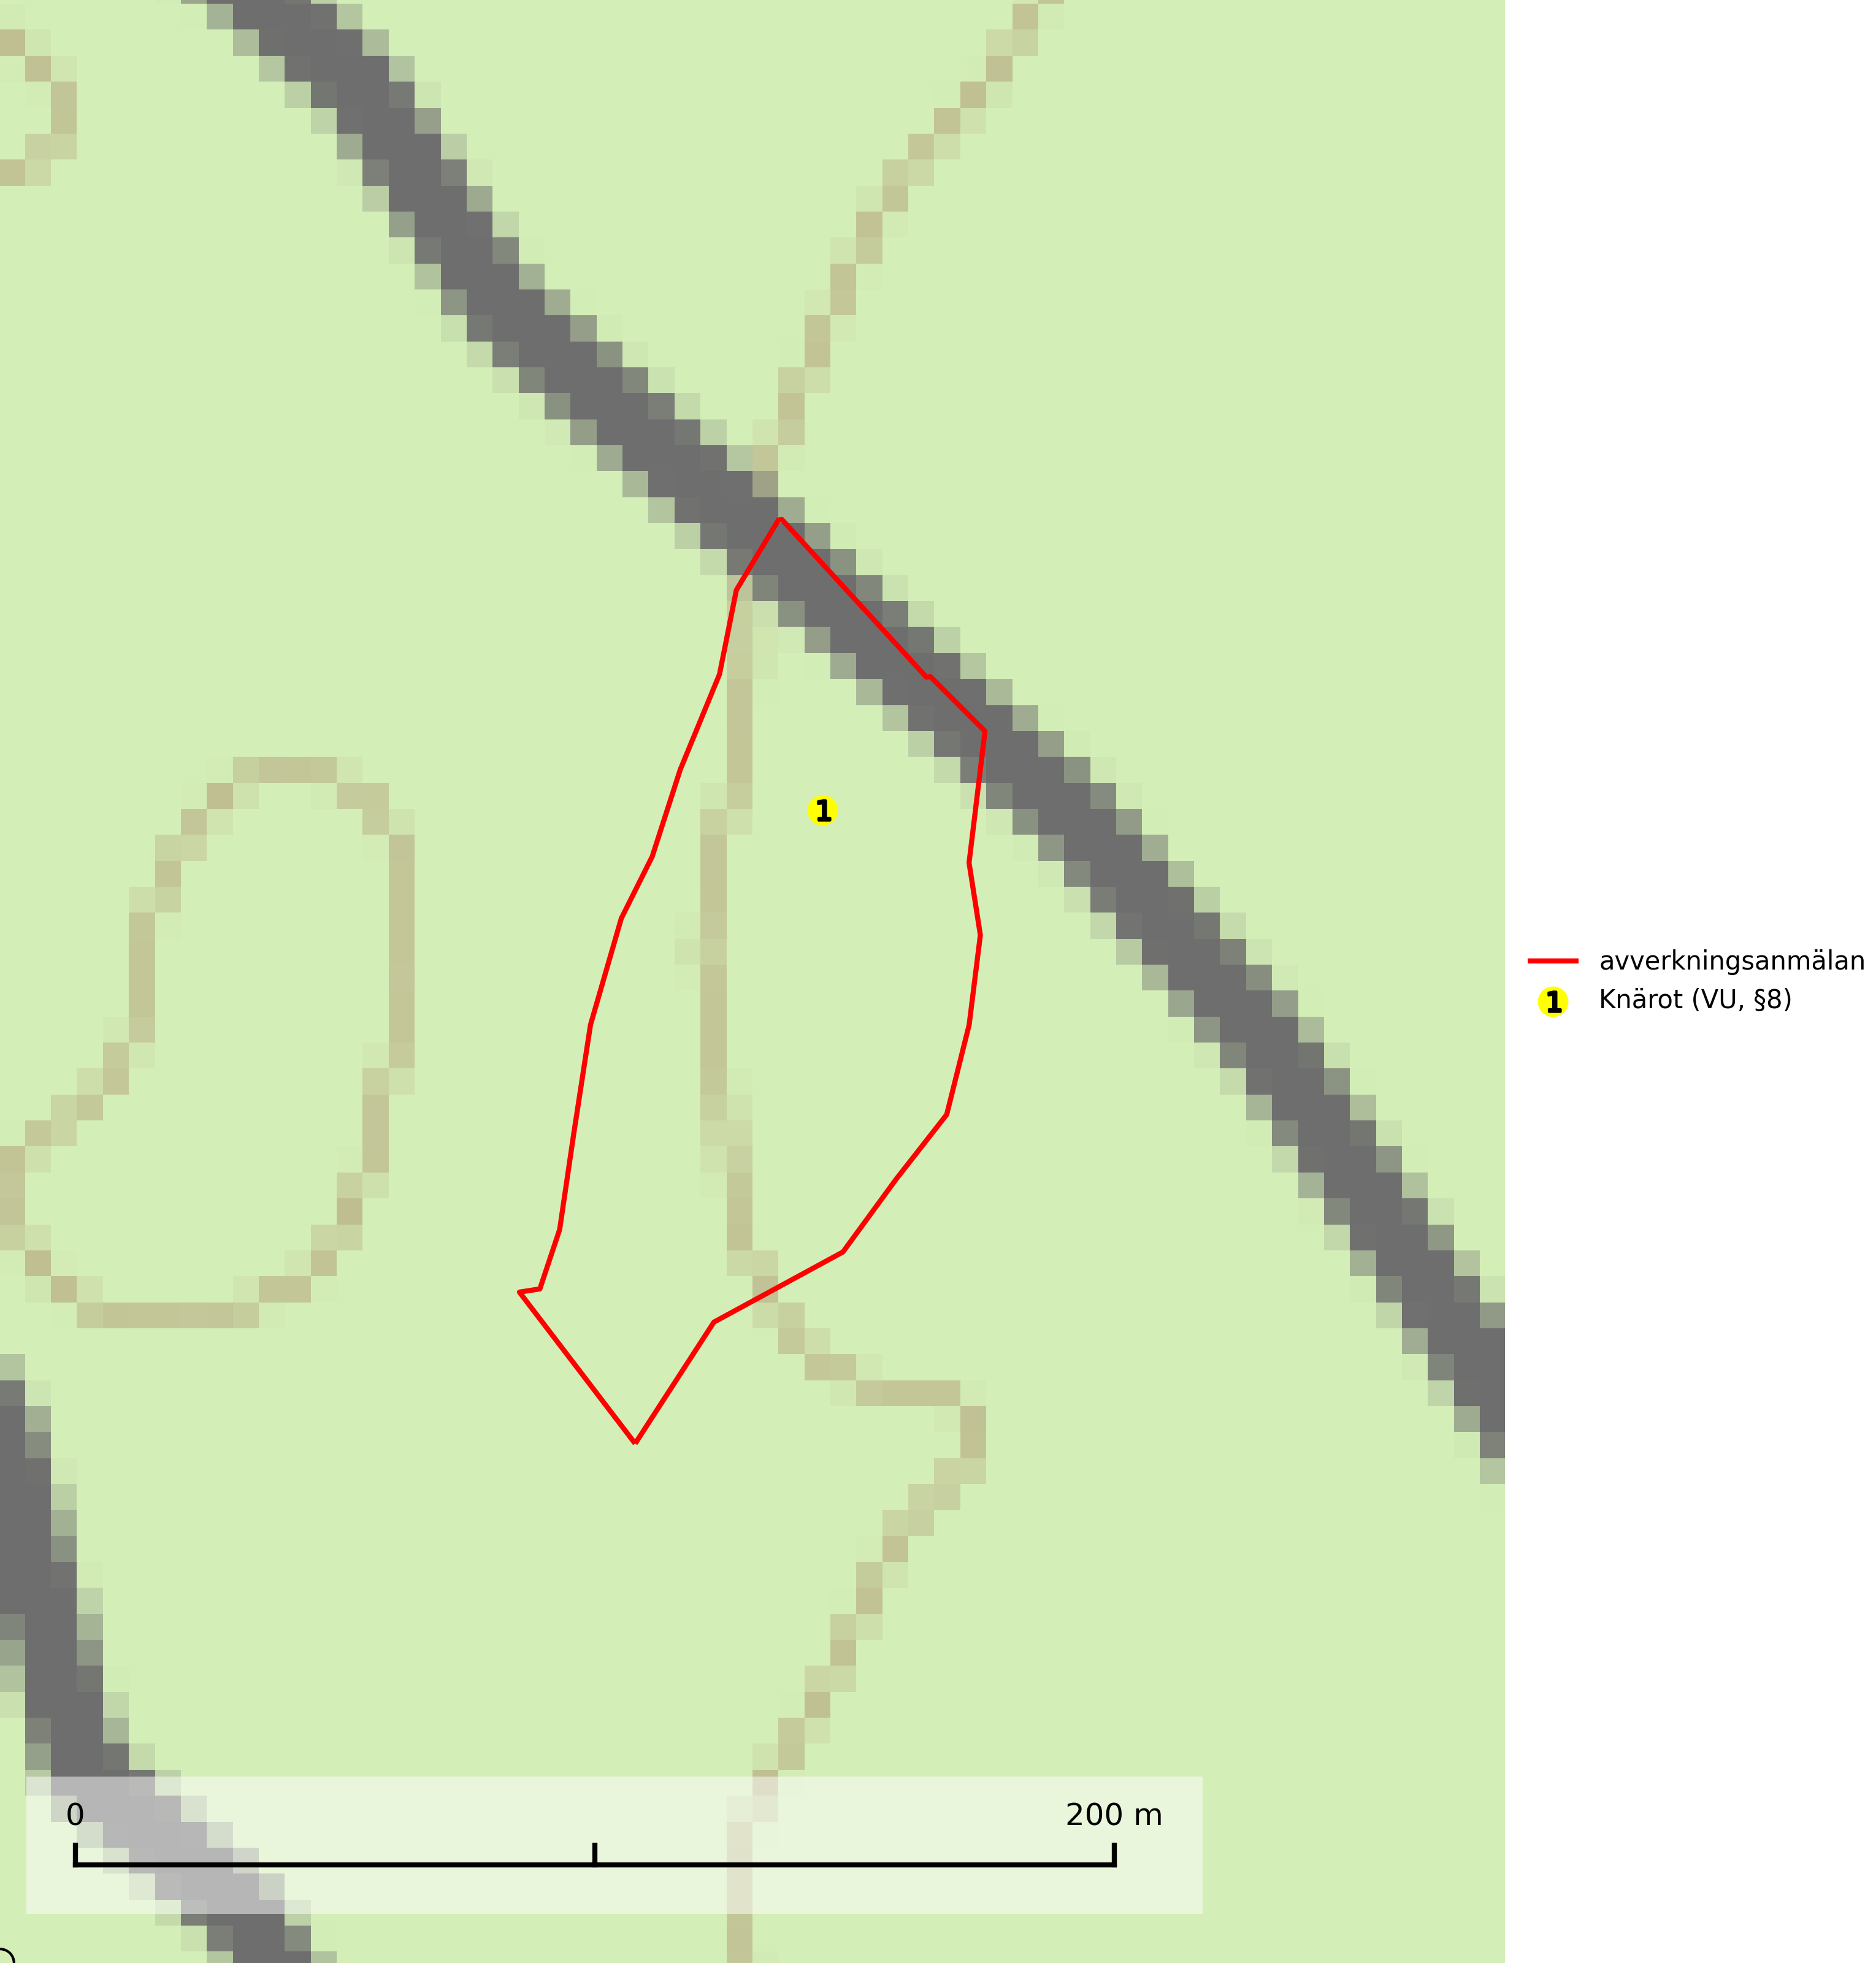 1
avverkningsanmälan
1 Knärot (VU, §8)
0 200 m